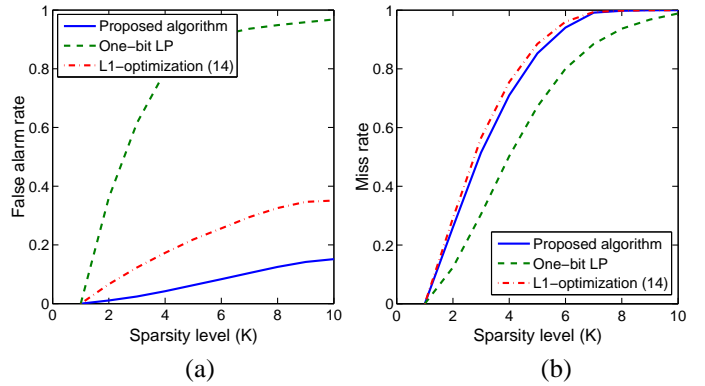 1
0.8
0.6
0.4
0.2
0
False alarm rate
Proposed algorithm
One−bit LP
L1−optimization (14)
0 2 4 6 8 10
Sparsity level (K)
(a)
1
0.8
0.6
0.4
0.2
0
Miss rate
Proposed algorithm
One−bit LP
L1−optimization (14)
0 2 4 6 8 10
Sparsity level (K)
(b)